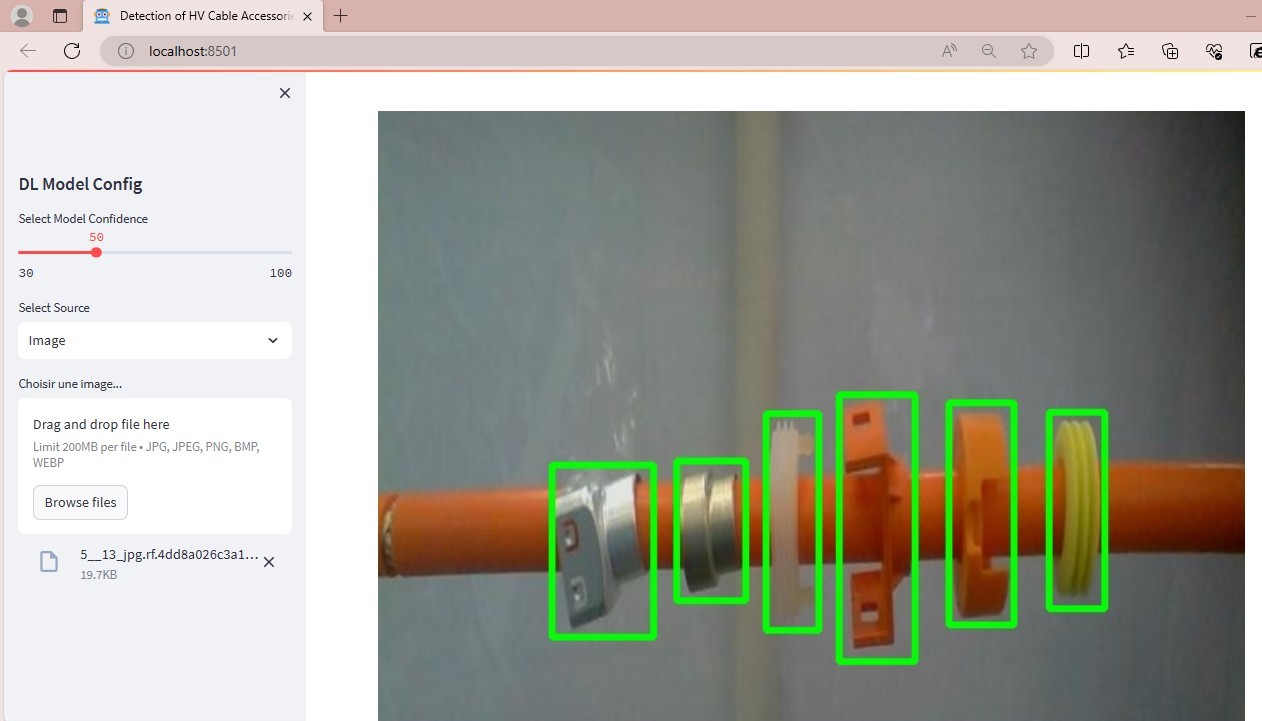 Detection of HV Cable Accessorie
localhost:8501
DL Model Config
Select Model Confidence
50
30 100
Select Source
Image
Choisir une image...
Drag and drop file here
Limit 200MB per file • JPG, JPEG, PNG, BMP,
WEBP
Browse files
5__13_jpg.rf.4dd8a026c3a1...
19.7KB